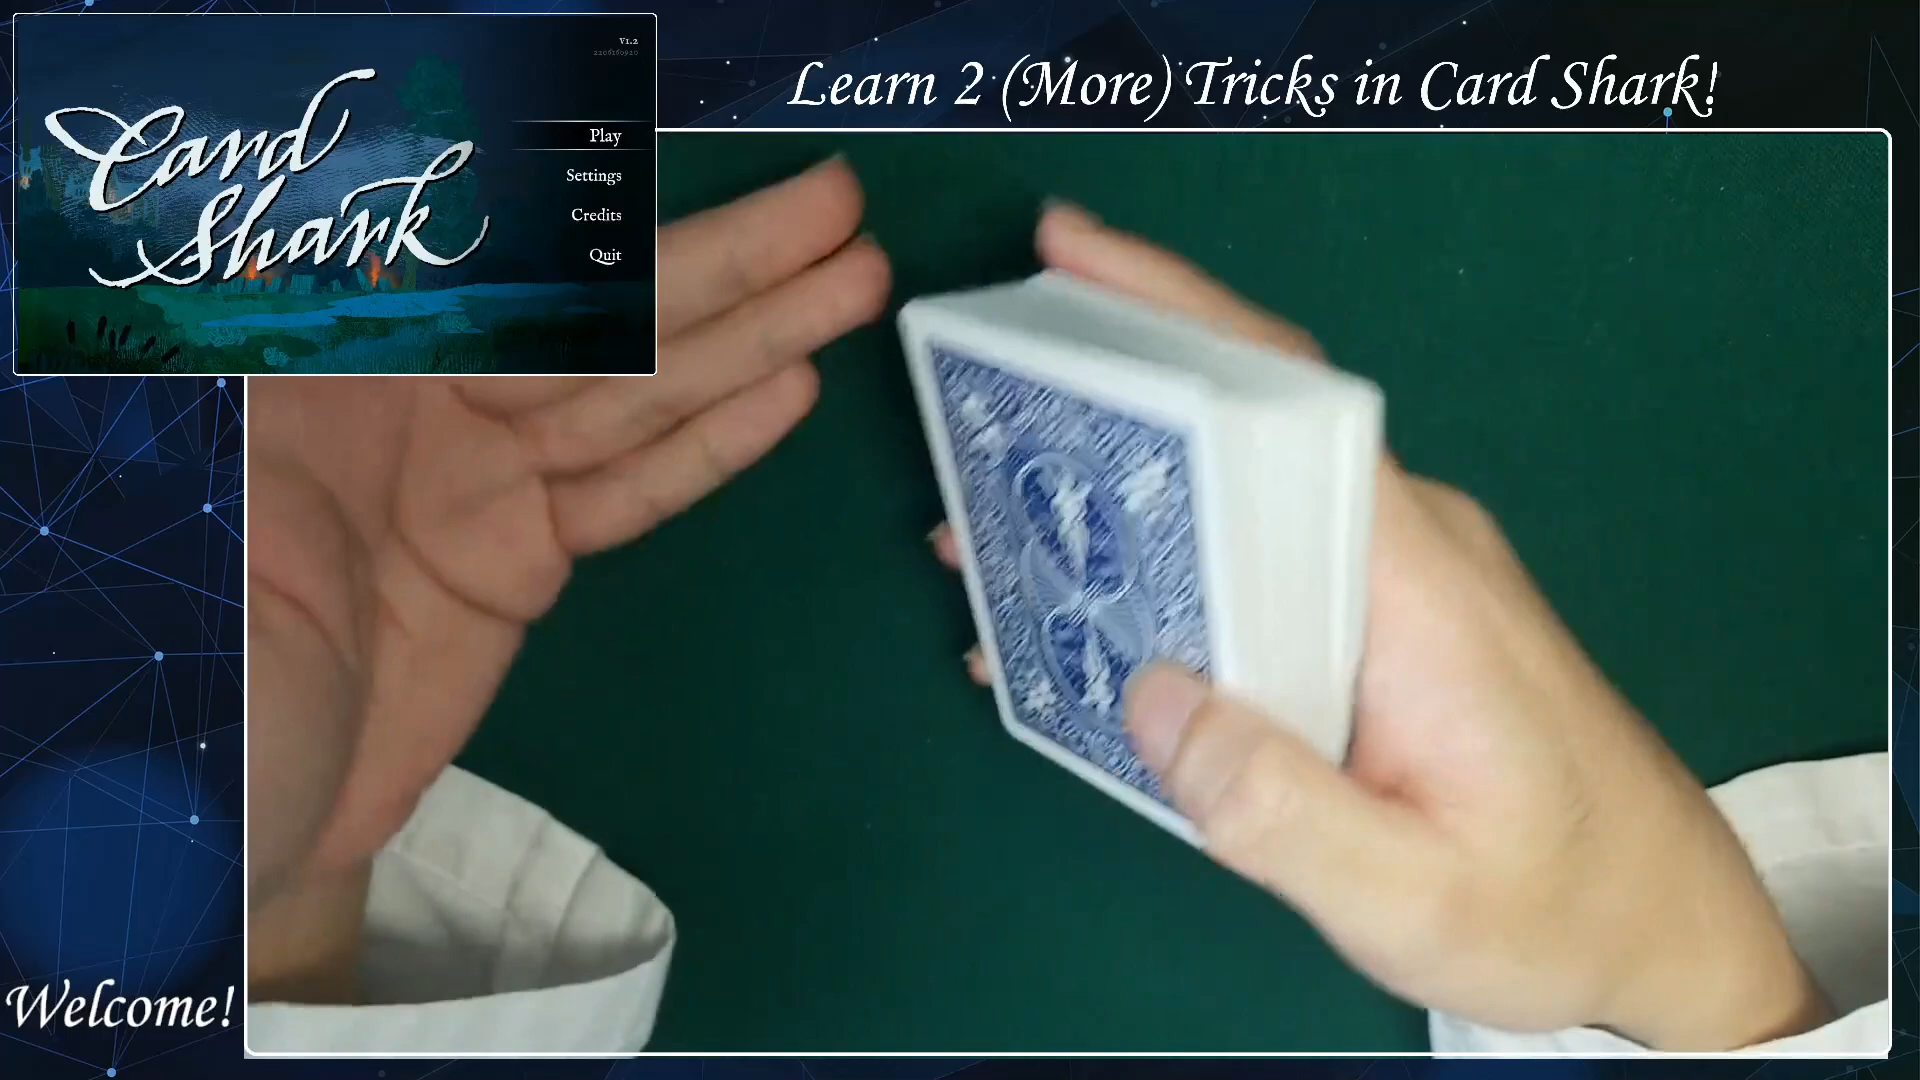 Card
Shark
V1.2
Play
Settings
Credits
Quit
Learn 2 (More) Tricks in Card Shark!
Welcome!